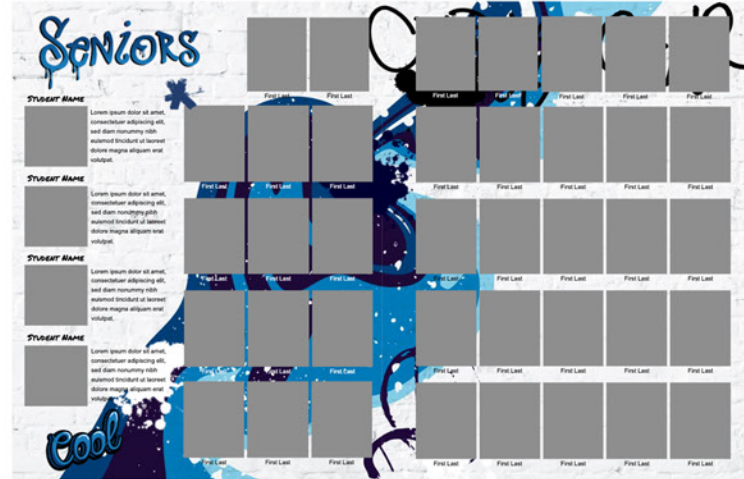 Seniors
Student Name
Lorem ipsum dolor sit amet,
consectetuer adipiscing elit,
sed diam nonummy nibh
euismod tincidunt ut laoreet
dolore magna aliquam erat
volutpat.
Student Name
Lorem ipsum dolor sit amet,
consectetuer adipiscing elit,
sed diam nonummy nibh
euismod tincidunt ut laoreet
dolore magna aliquam erat
volutpat.
Student Name
Lorem ipsum dolor sit amet,
consectetuer adipiscing elit,
sed diam nonummy nibh
euismod tincidunt ut laoreet
dolore magna aliquam erat
volutpat.
Student Name
Lorem ipsum dolor sit amet,
consectetuer adipiscing elit,
sed diam nonummy nibh
euismod tincidunt ut laoreet
dolore magna aliquam erat
Cool
First Last First Last
First Last First Last First Last
First Last First Last First Last
First Last First Last First Last
First Last First Last First Last
First Last First Last First Last First Last First Last
First Last First Last First Last First Last First Last
First Last First Last First Last First Last First Last
First Last First Last First Last First Last First Last
First Last First Last First Last First Last First Last